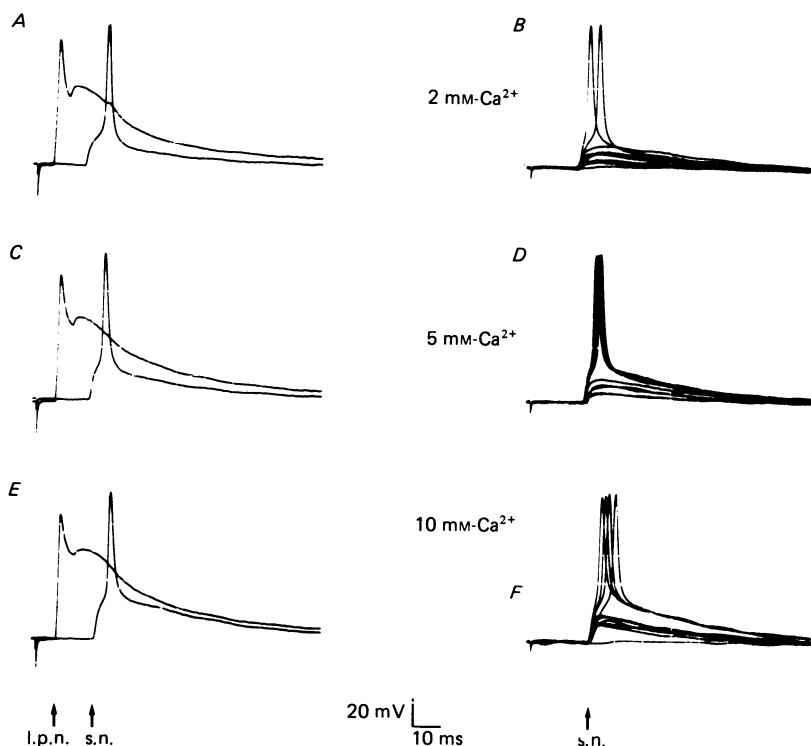 A
B
2 mM-Ca²⁺
C
D
5 mM-Ca²⁺
E
10 mM-Ca²⁺
F
20 mV
10 ms
l.p.n. s.n.
s.n.